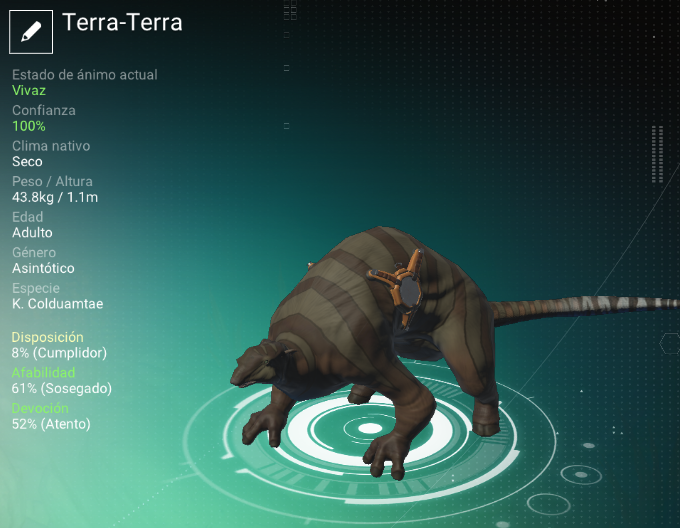 Terra-Terra
Estado de ánimo actual
Vivaz
Confianza
100%
Clima nativo
Seco
Peso / Altura
43.8kg / 1.1m
Edad
Adulto
Género
Asintótico
Especie
K. Colduamtae
Disposición
8% (Cumplidor)
Afabilidad
61% (Sosegado)
Devoción
52% (Atento)